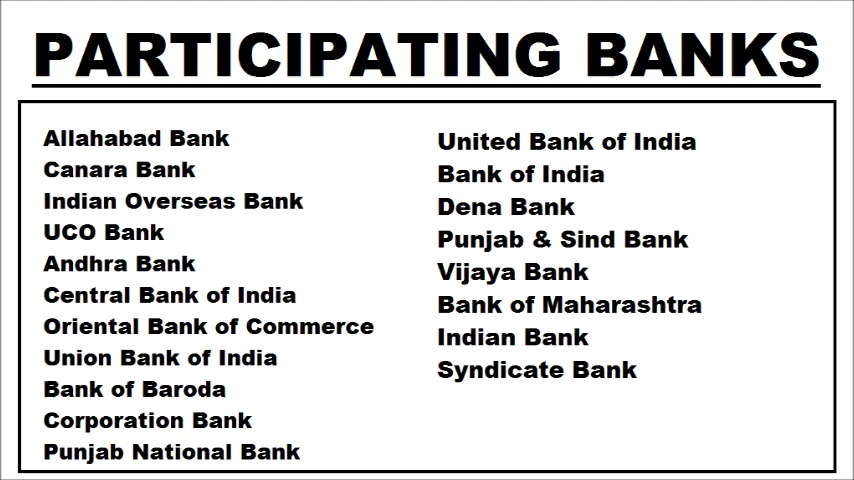 PARTICIPATING BANKS
Allahabad Bank
Canara Bank
Indian Overseas Bank
UCO Bank
Andhra Bank
Central Bank of India
Oriental Bank of Commerce
Union Bank of India
Bank of Baroda
Corporation Bank
Punjab National Bank
United Bank of India
Bank of India
Dena Bank
Punjab & Sind Bank
Vijaya Bank
Bank of Maharashtra
Indian Bank
Syndicate Bank